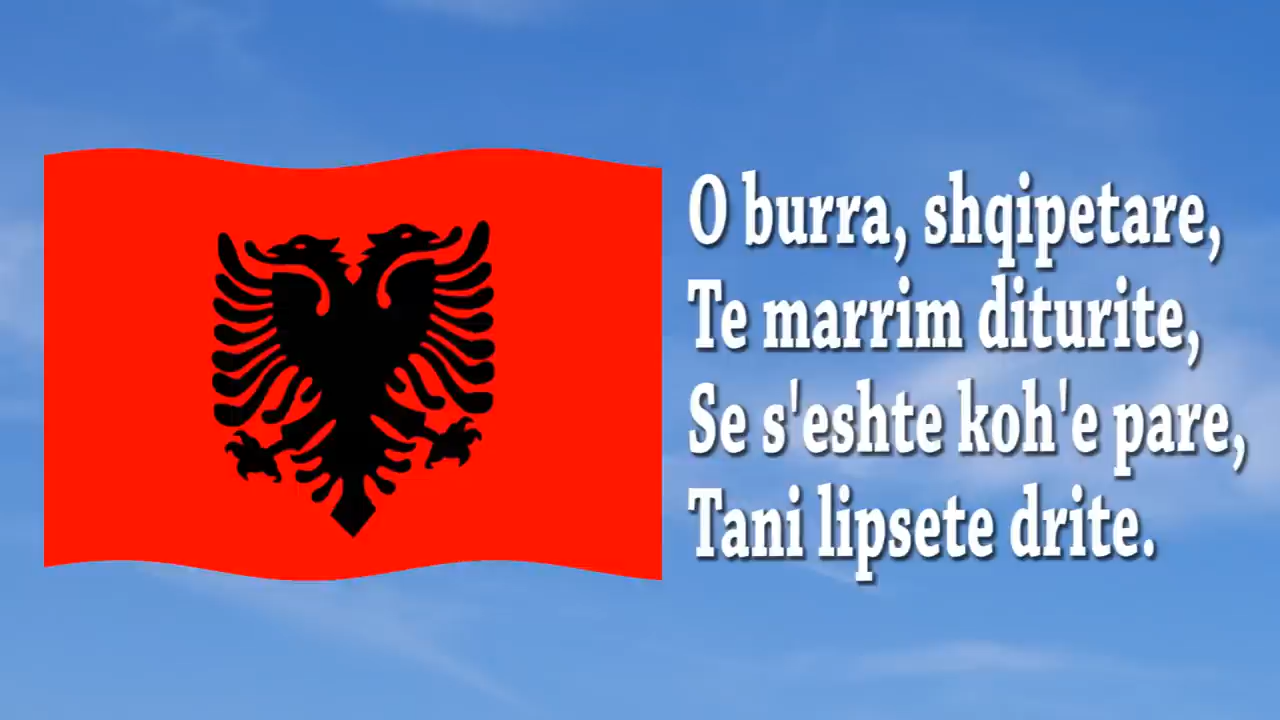 O burra, shqipetare,
Te marrim diturite,
Se s'eshte koh'e pare,
Tani lipsete drite.